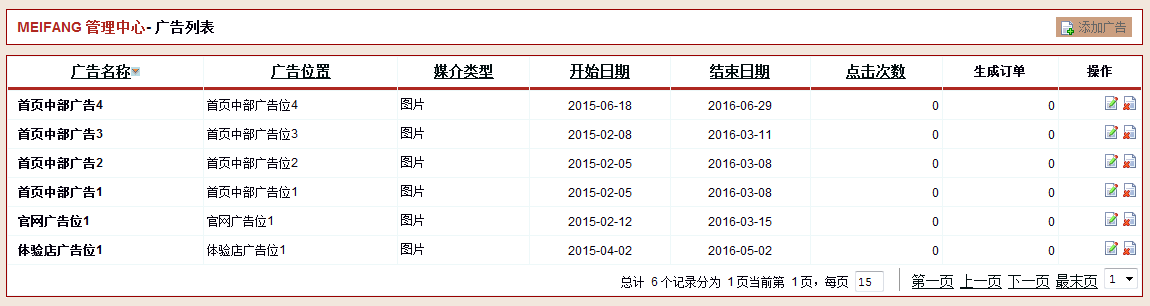 MEIFANG 管理中心 - 广告列表 添加广告
广告名称 广告位置 媒介类型 开始日期 结束日期 点击次数 生成订单 操作
首页中部广告4 首页中部广告位4 图片 2015-06-18 2016-06-29 0 0
首页中部广告3 首页中部广告位3 图片 2015-02-08 2016-03-11 0 0
首页中部广告2 首页中部广告位2 图片 2015-02-05 2016-03-08 0 0
首页中部广告1 首页中部广告位1 图片 2015-02-05 2016-03-08 0 0
官网广告位1 官网广告位1 图片 2015-02-12 2016-03-15 0 0
体验店广告位1 体验店广告位1 图片 2015-04-02 2016-05-02 0 0
总计 6个记录分为 1页当前第 1页，每页 15 第一页 上一页 下一页 最末页 1